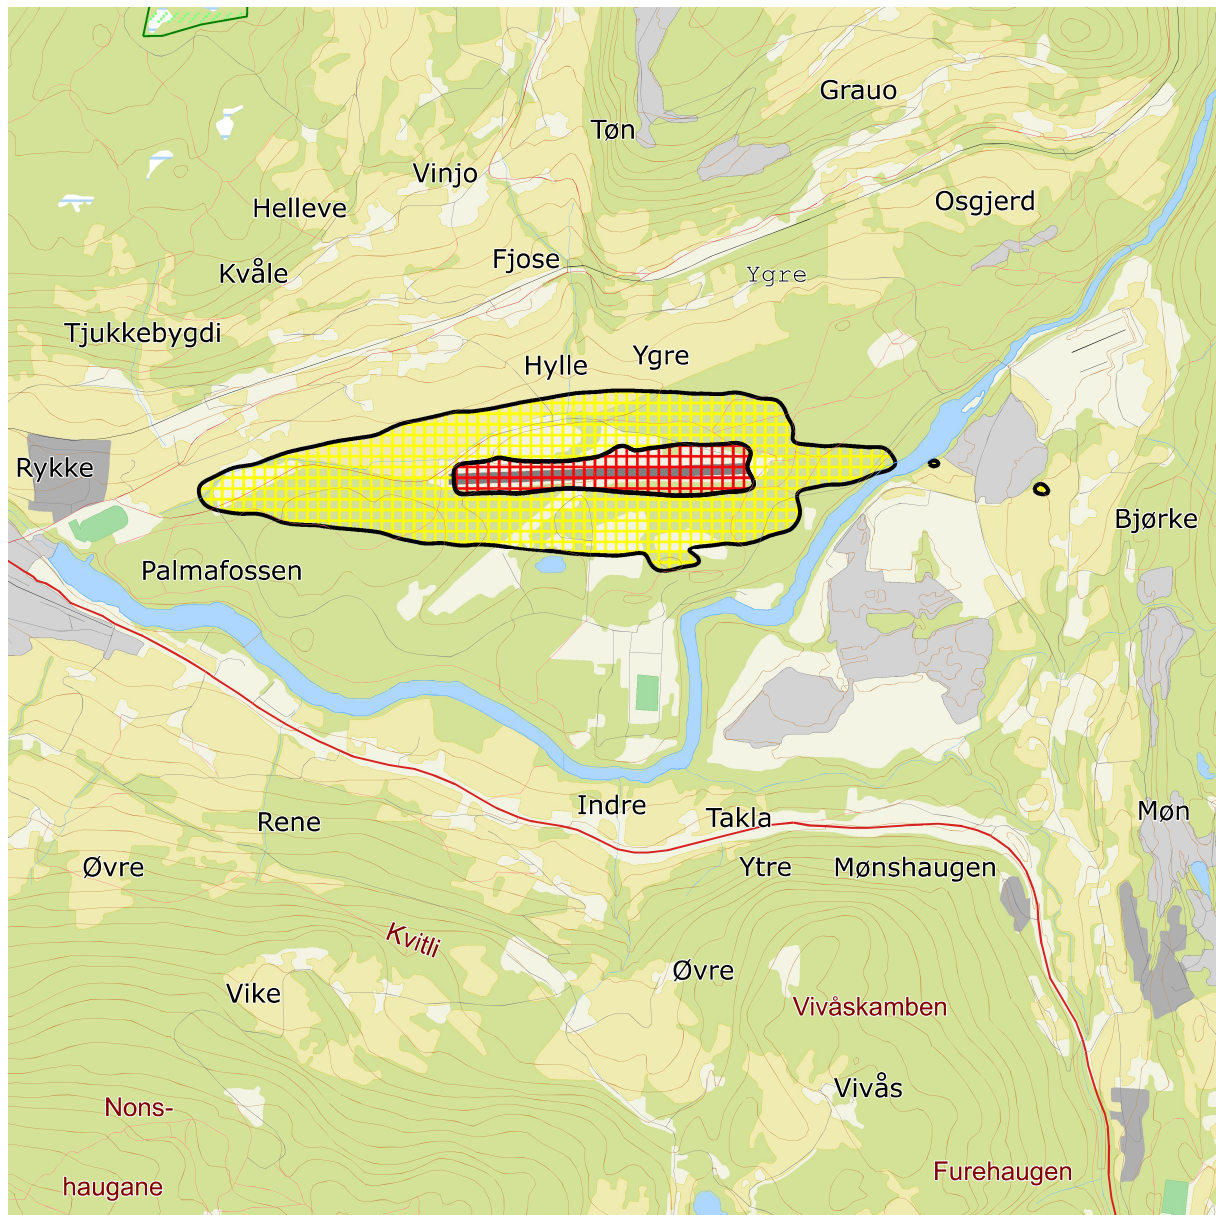 Grauo
Tøn
Vinjo
Osgjerd
Helleve
Fjose
Kvåle
Ygre
Tjukkebygdi
Ygre
Hylle
Rykke
Bjørke
Palmafossen
Indre
Møn
Takla
Rene
Øvre
Ytre
Mønshaugen
Kvitli
Øvre
Vike
Vivåskamben
Vivås
Nons-
haugane
Furehaugen